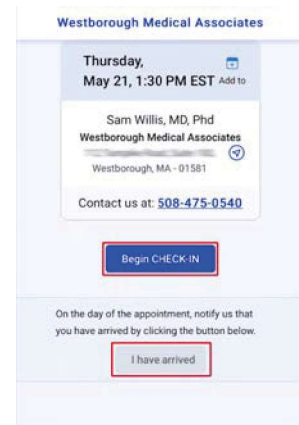 Westborough Medical Associates
Thursday,
May 21, 1:30 PM EST Add to
Sam Willis, MD, Phd
Westborough Medical Associates
Westborough, MA - 01581
Contact us at: 508-475-0540
Begin CHECK-IN
On the day of the appointment, notify us that
you have arrived by clicking the button below.
I have arrived